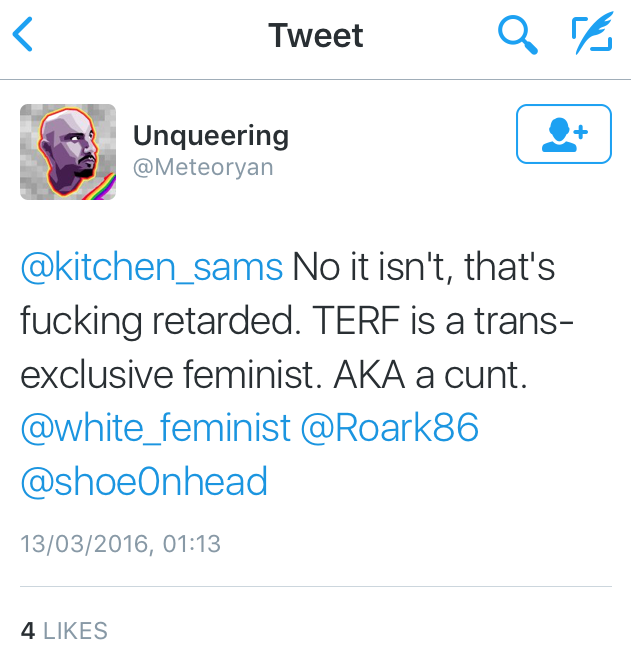 Tweet
Unqueering
@Meteoryan
@kitchen_sams No it isn't, that's
fucking retarded. TERF is a trans-
exclusive feminist. AKA a cunt.
@white_feminist @Roark86
@shoe0nhead
13/03/2016, 01:13
4 LIKES